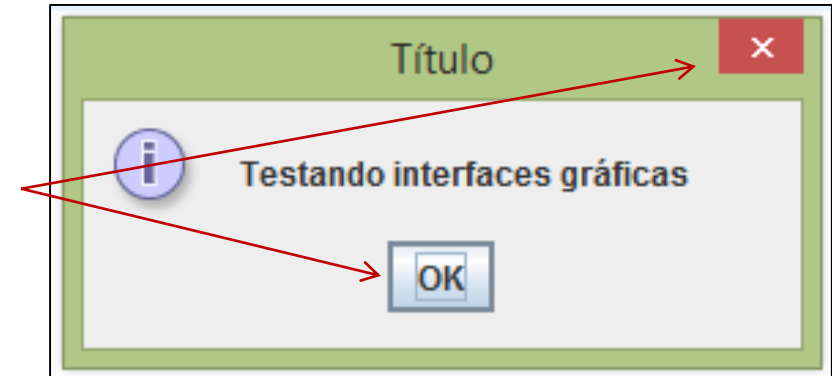 Título
×
i
Testando interfaces gráficas
OK